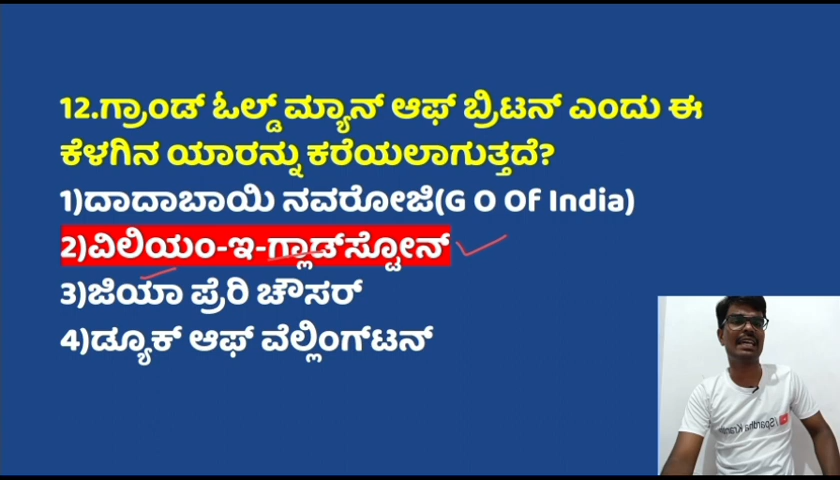 12.ಗ್ರಾಂಡ್ ಓಲ್ಡ್ ಮ್ಯಾನ್ ಆಫ್ ಬ್ರಿಟನ್ ಎಂದು ಈ
ಕೆಳಗಿನ ಯಾರನ್ನು ಕರೆಯಲಾಗುತ್ತದೆ?
1)ದಾದಾಬಾಯಿ ನವರೋಜಿ(G O Of India)
2)ವಿಲಿಯಂ-ಇ-ಗ್ಲಾಡ್‌ಸ್ಟೋನ್
3)ಜಿಯಾ ಪ್ರೆರಿ ಚೌಸರ್
4)ಡ್ಯೂಕ್ ಆಫ್ ವೆಲ್ಲಿಂಗ್‌ಟನ್